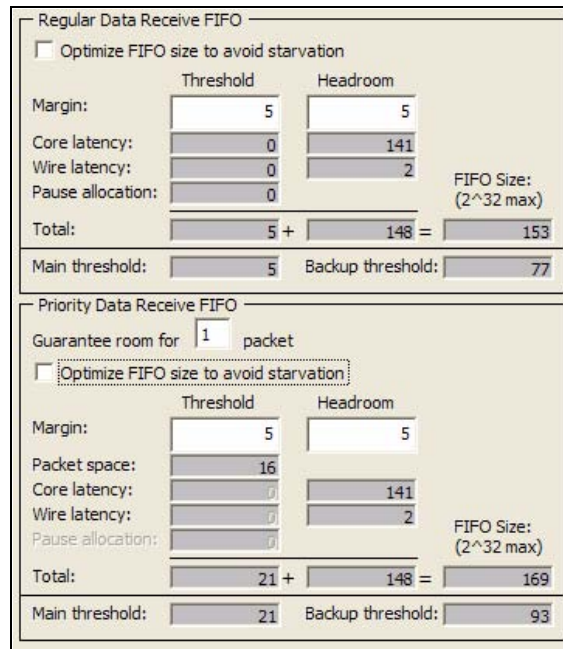 Regular Data Receive FIFO
Optimize FIFO size to avoid starvation
Threshold Headroom
Margin: 5 5
Core latency: 0 141
Wire latency: 0 2
Pause allocation: 0
FIFO Size:
(2^32 max)
Total: 5 + 148 = 153
Main threshold: 5 Backup threshold: 77
Priority Data Receive FIFO
Guarantee room for 1 packet
Optimize FIFO size to avoid starvation
Threshold Headroom
Margin: 5 5
Packet space: 16
Core latency: 0 141
Wire latency: 0 2
Pause allocation: 0
FIFO Size:
(2^32 max)
Total: 21 + 148 = 169
Main threshold: 21 Backup threshold: 93